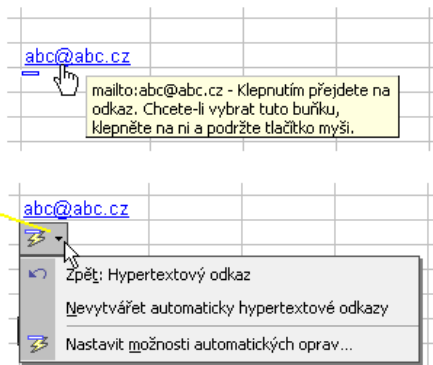 abc@abc.cz
mailto:abc@abc.cz - Klepnutím přejdete na
odkaz. Chcete-li vybrat tuto buňku,
klepněte na ni a podržte tlačítko myši.
abc@abc.cz
Zpět: Hypertextový odkaz
Nevytvářet automaticky hypertextové odkazy
Nastavit možnosti automatických oprav...